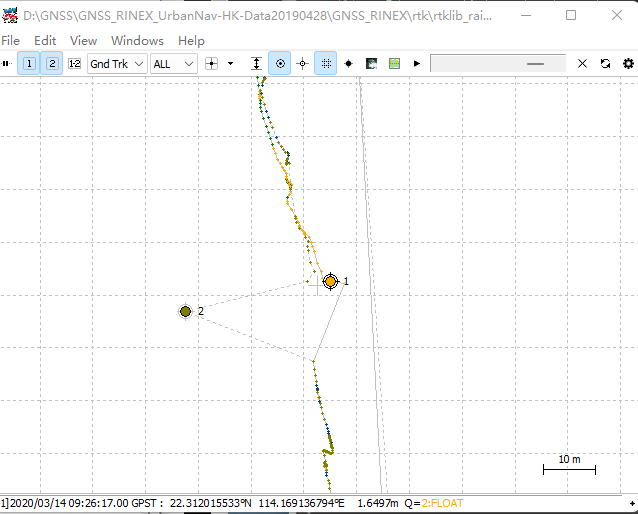 D:\GNSS\GNSS_RINEX_UrbanNav-HK-Data20190428\GNSS_RINEX\rtk\rtklib_rai...
File Edit View Windows Help
1 2 1-2 Gnd Trk ALL
1
2
10 m
1]2020/03/14 09:26:17.00 GPST : 22.312015533°N 114.169136794°E 1.6497m Q=2:FLOAT